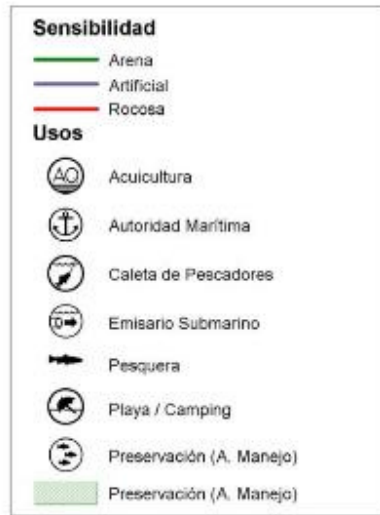 Sensibilidad
Arena
Artificial
Rocosa
Usos
AQ Acuicultura
Autoridad Marítima
Caleta de Pescadores
Emisario Submarino
Pesquera
Playa / Camping
Preservación (A. Manejo)
Preservación (A. Manejo)